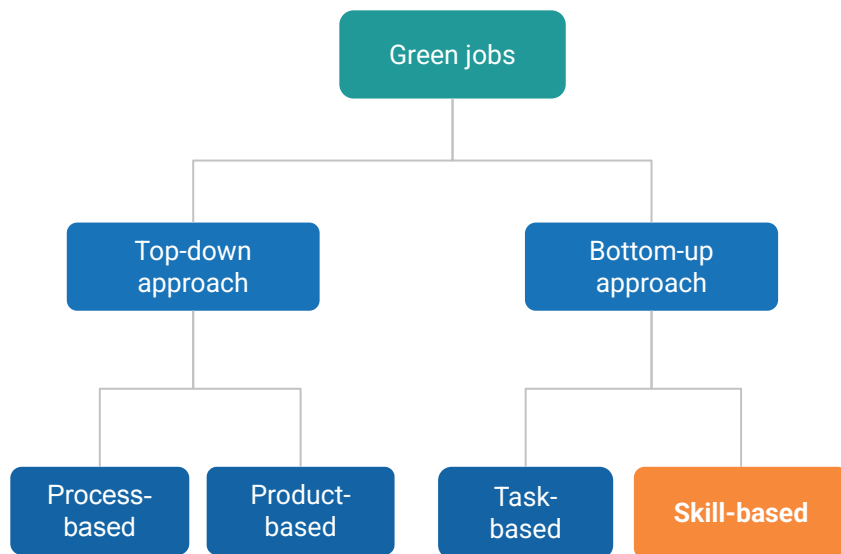 Green jobs
Top-down
approach
Bottom-up
approach
Process-
based
Product-
based
Task-
based
Skill-based